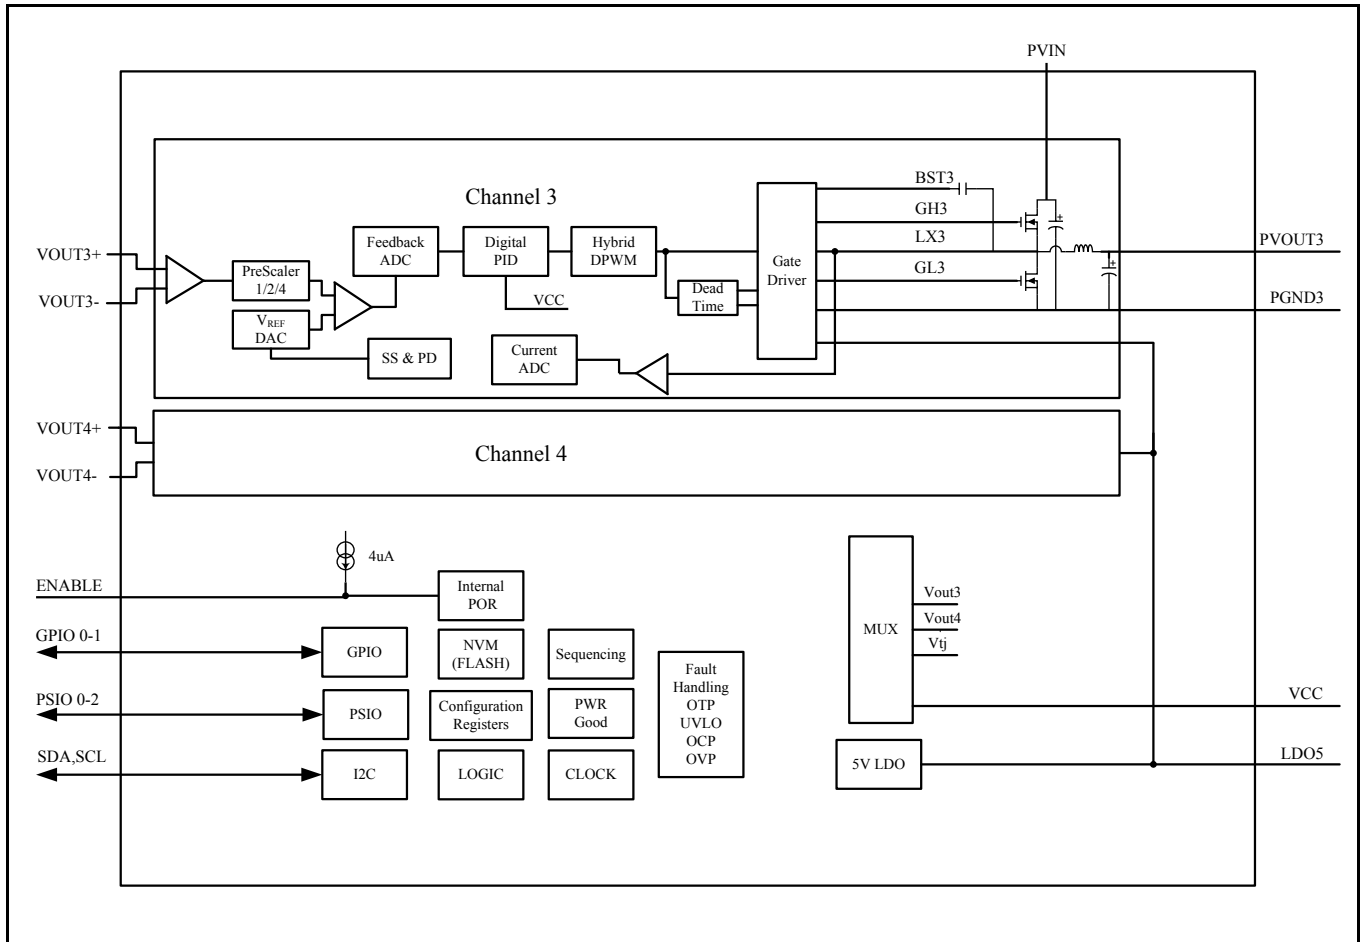 PVIN
Channel 3
BST3
GH3
LX3
GL3
VOUT3+
VOUT3-
PreScaler
1/2/4
VREF
DAC
SS & PD
Feedback
ADC
Digital
PID
VCC
Hybrid
DPWM
Dead
Time
Gate
Driver
Current
ADC
+
+
PVOUT3
PGND3
VOUT4+
VOUT4-
Channel 4
4uA
ENABLE
Internal
POR
GPIO 0-1
GPIO
NVM
(FLASH)
Sequencing
PSIO 0-2
PSIO
Configuration
Registers
PWR
Good
SDA,SCL
I2C
LOGIC
CLOCK
Fault
Handling
OTP
UVLO
OCP
OVP
MUX
Vout3
Vout4
Vtj
VCC
5V LDO
LDO5